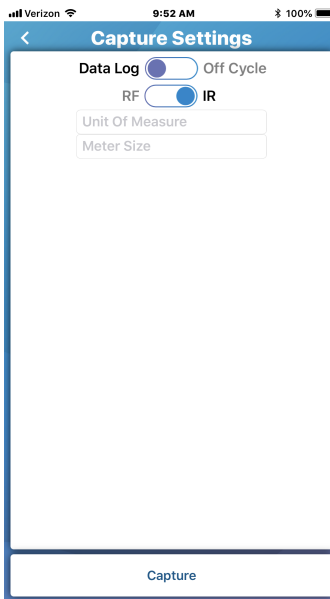 Verizon 9:52 AM 100%
Capture Settings
Data Log Off Cycle
RF IR
Unit Of Measure
Meter Size
Capture